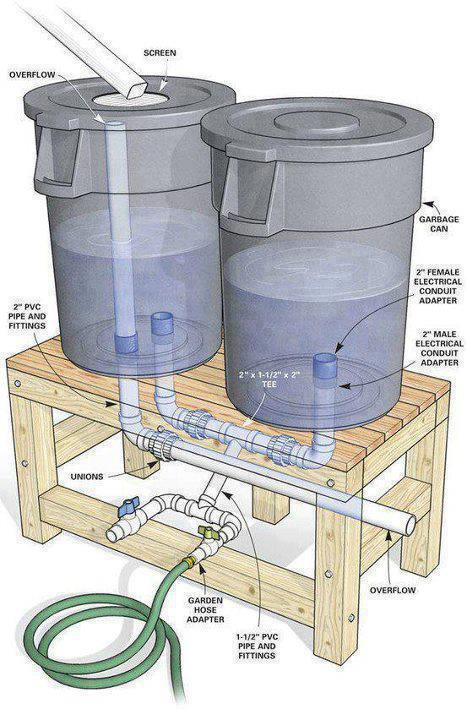 SCREEN
OVERFLOW
GARBAGE
CAN
2" FEMALE
ELECTRICAL
CONDUIT
ADAPTER
2" PVC
PIPE AND
FITTINGS
2" MALE
ELECTRICAL
CONDUIT
ADAPTER
2" x 1-1/2" x 2"
TEE
UNIONS
OVERFLOW
GARDEN
HOSE
ADAPTER
1-1/2" PVC
PIPE AND
FITTINGS